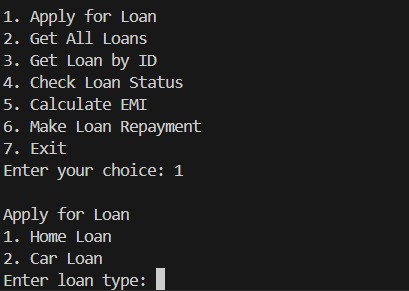 1. Apply for Loan
2. Get All Loans
3. Get Loan by ID
4. Check Loan Status
5. Calculate EMI
6. Make Loan Repayment
7. Exit
Enter your choice: 1
Apply for Loan
1. Home Loan
2. Car Loan
Enter loan type: